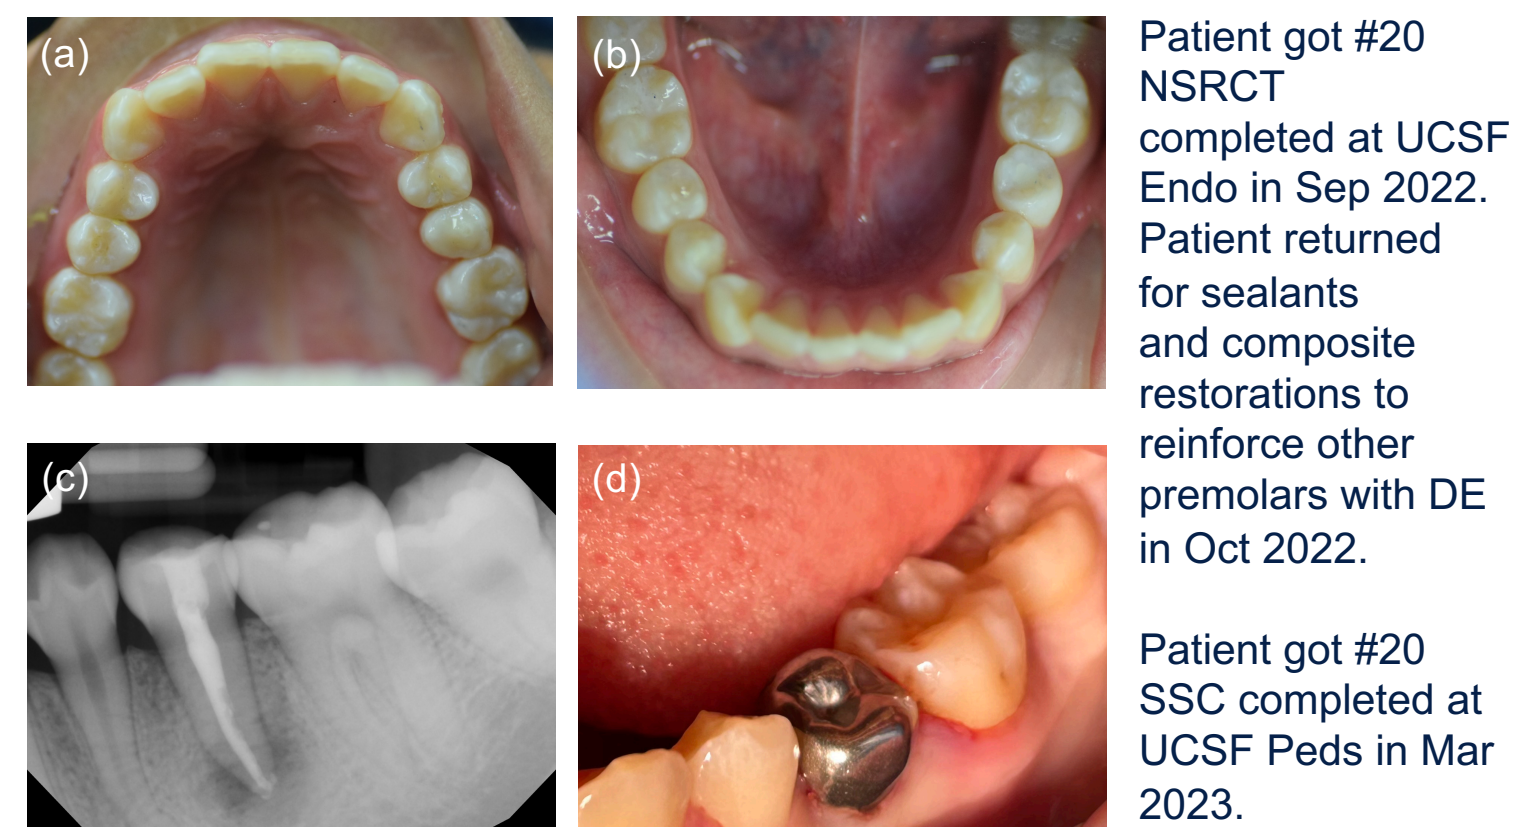 (a)
(b)
(c)
(d)
Patient got #20
NSRCT
completed at UCSF
Endo in Sep 2022.
Patient returned
for sealants
and composite
restorations to
reinforce other
premolars with DE
in Oct 2022.
Patient got #20
SSC completed at
UCSF Peds in Mar
2023.